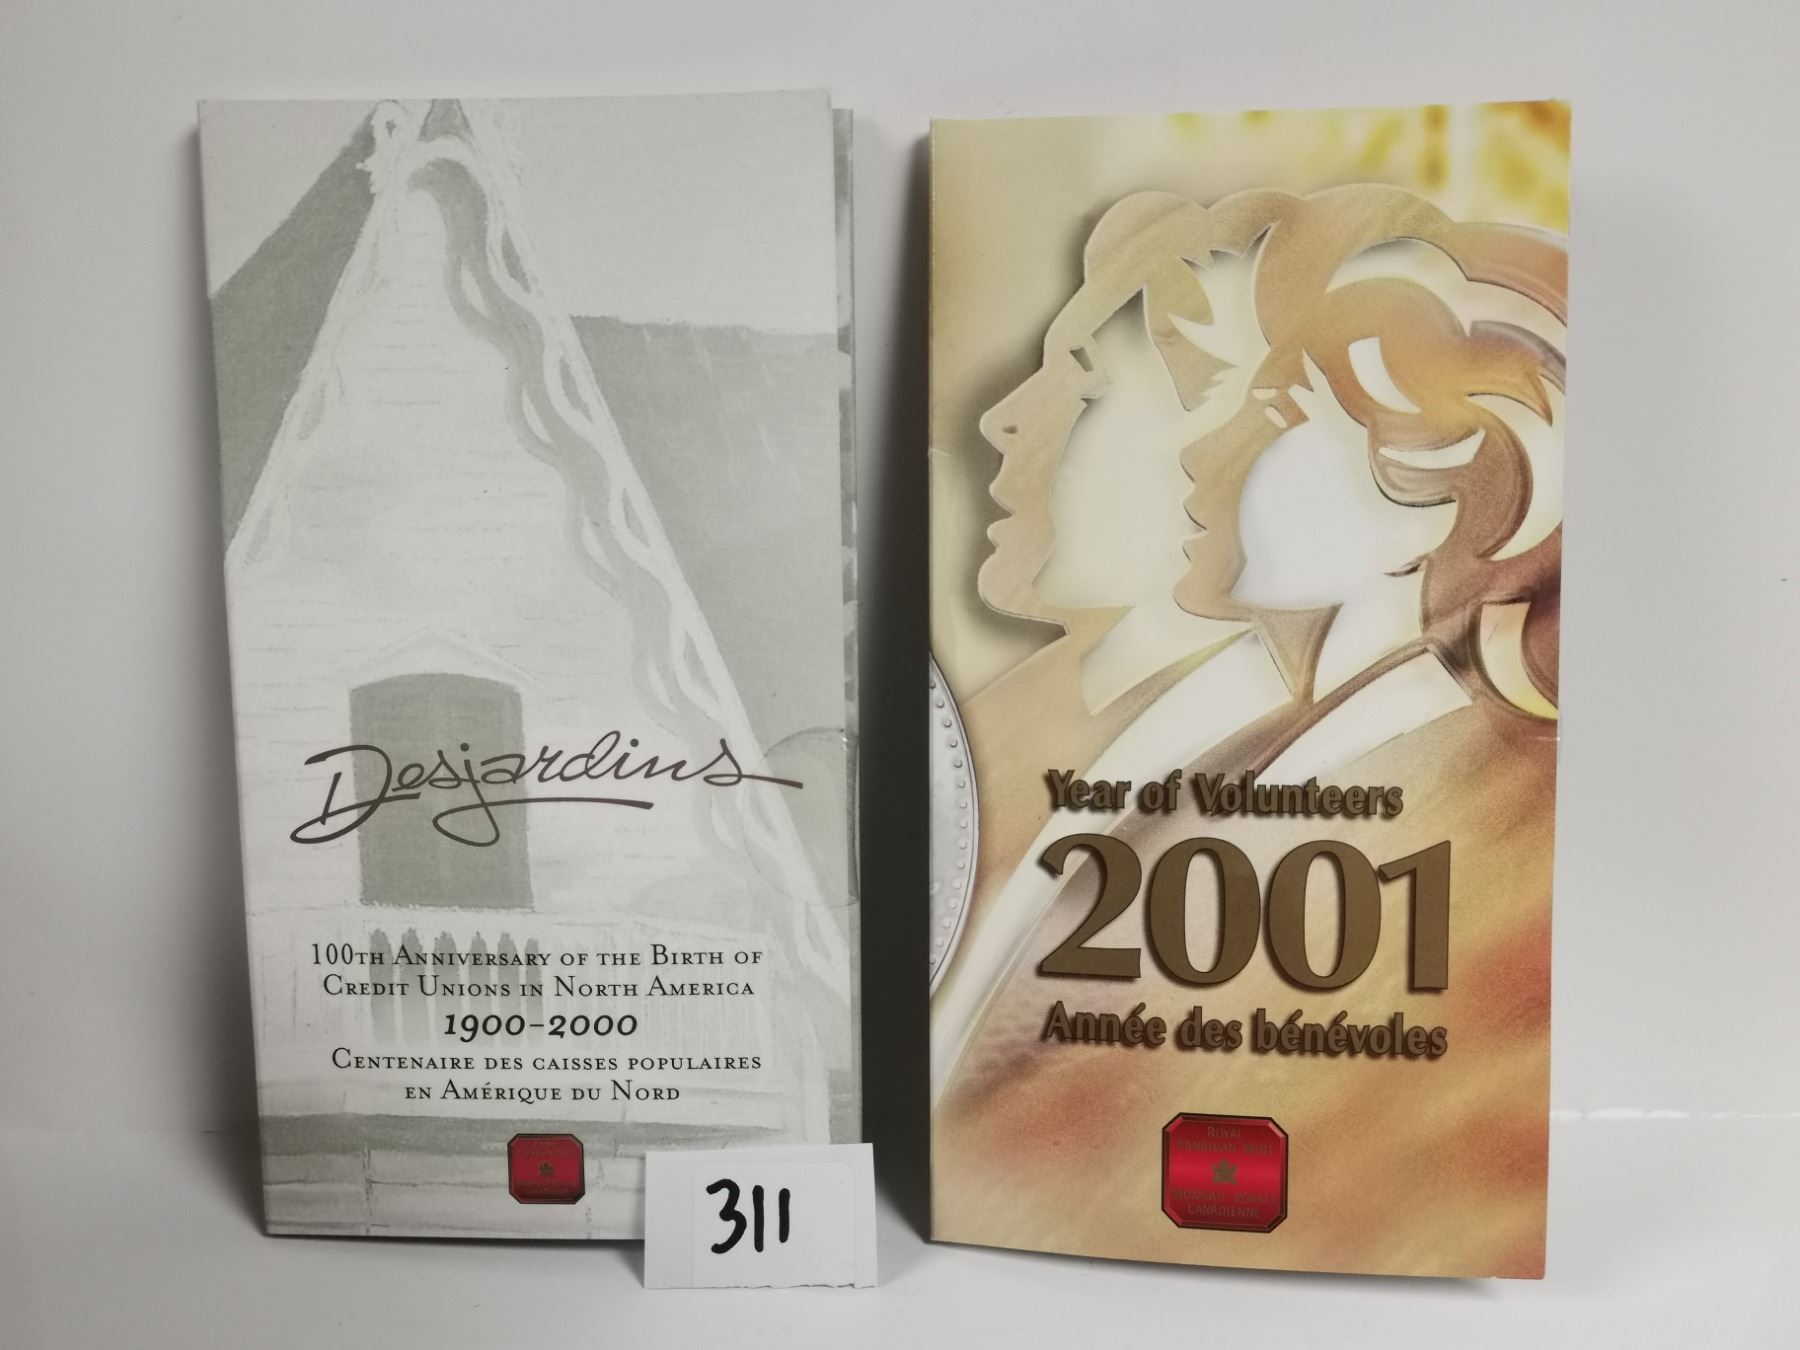 Desjardins
100TH ANNIVERSARY OF THE BIRTH OF
CREDIT UNIONS IN NORTH AMERICA
1900-2000
CENTENAIRE DES CAISSES POPULAIRES
EN AMÉRIQUE DU NORD
311
Year of Volunteers
2001
Année des bénévoles
ROYAL
CANADIAN MINT
MONNAIE ROYALE
CANADIENNE